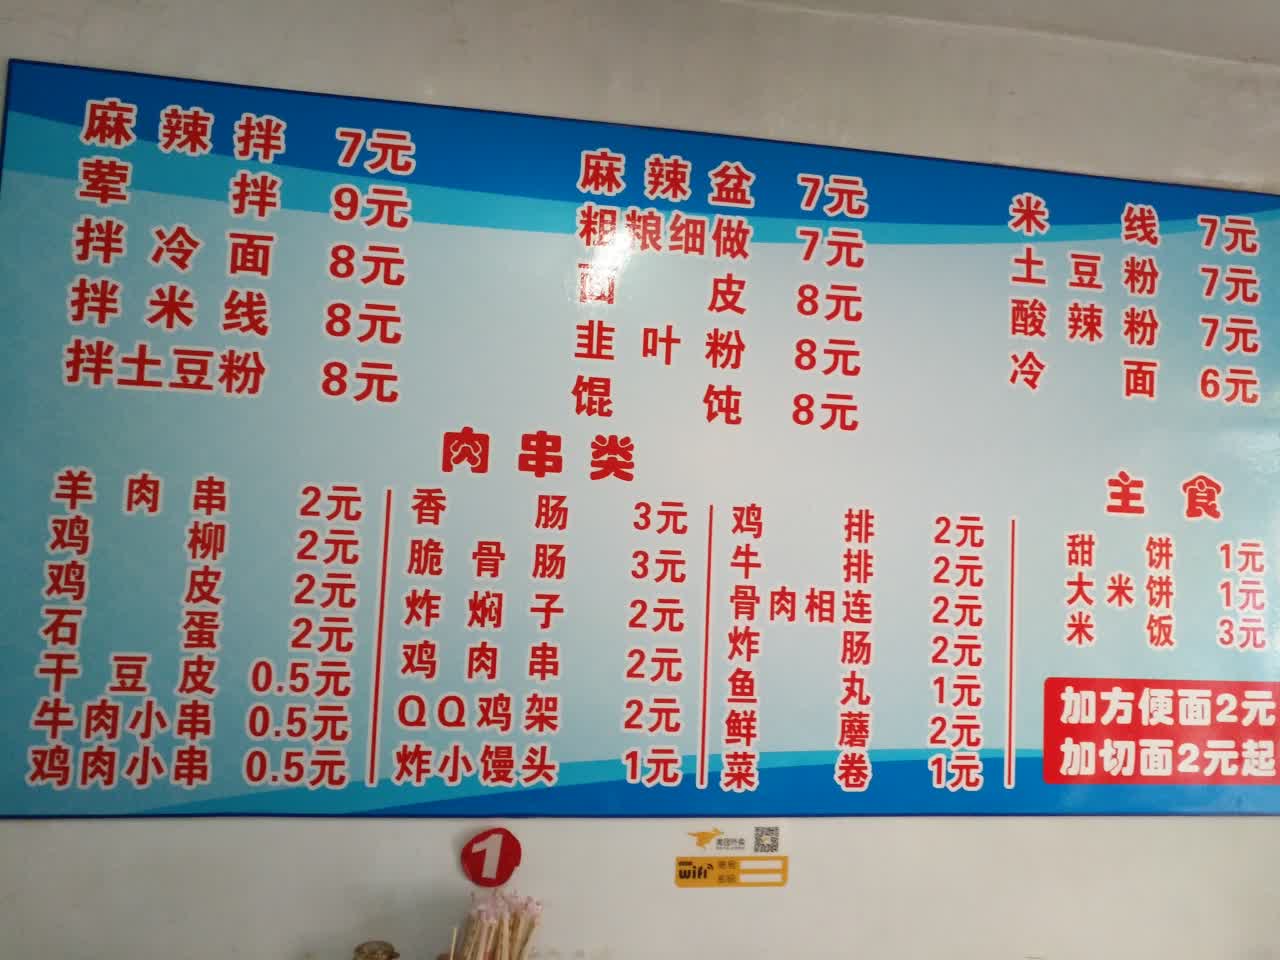 麻辣拌 7元
荤拌 9元
拌冷面 8元
拌米线 8元
拌土豆粉 8元
麻辣盆 7元
粗粮细做 7元
面皮 8元
韭叶粉 8元
馄饨 8元
米线 7元
土豆粉 7元
酸辣粉 7元
冷面 6元
肉串类
羊肉串 2元
鸡柳 2元
鸡皮 2元
石蛋 2元
干豆皮 0.5元
牛肉小串 0.5元
鸡肉小串 0.5元
香肠 3元
脆骨肠 3元
炸焖子 2元
鸡肉串 2元
QQ鸡架 2元
炸小馒头 1元
鸡排 2元
牛排 2元
骨肉相连 2元
炸肠 2元
鱼丸 1元
鲜蘑 2元
菜卷 1元
主食
甜饼 1元
大米饼 1元
米饭 3元
加方便面2元
加切面2元起
1
美团外卖
wifi